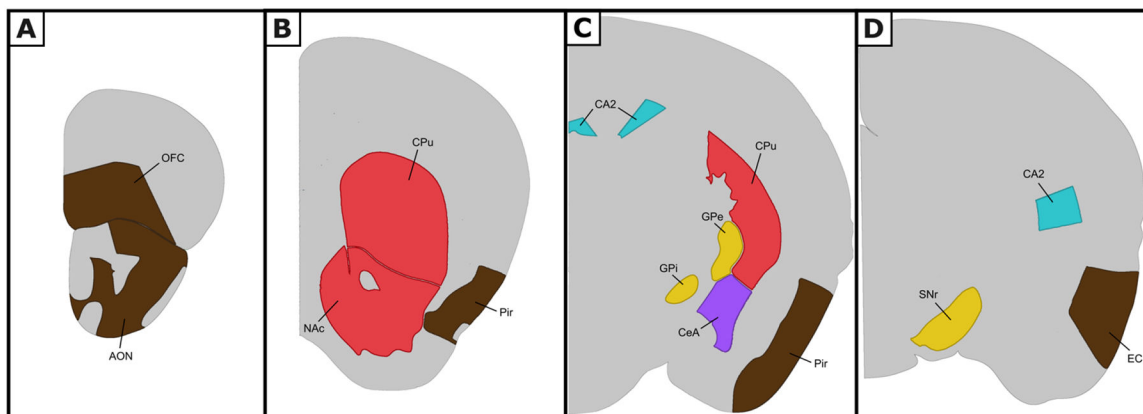 A
OFC
AON
B
CPu
NAc
Pir
C
CA2
CPu
GPe
GPi
CeA
Pir
D
CA2
SNr
EC